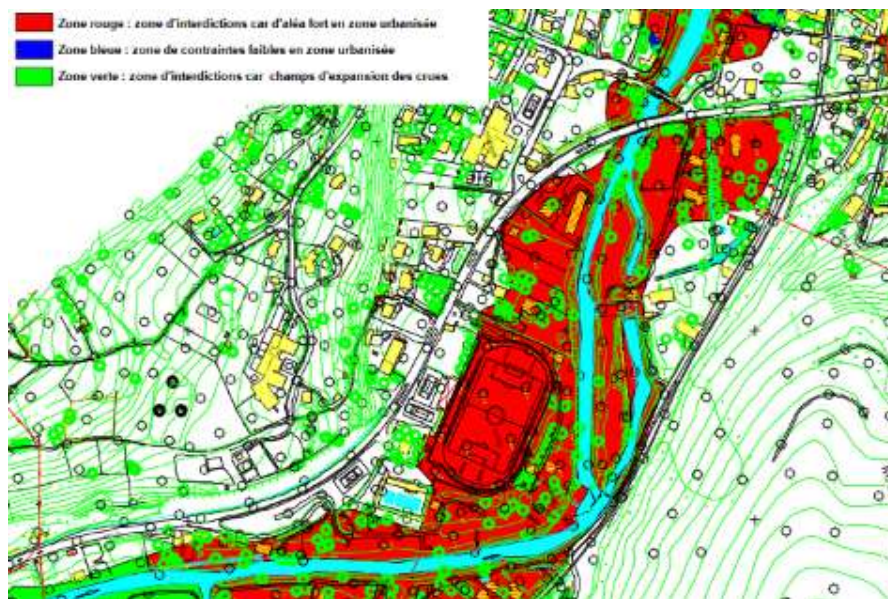 Zone rouge : zone d'interdictions car d'aléa fort en zone urbanisée
Zone bleue : zone de contraintes faibles en zone urbanisée
Zone verte : zone d'interdictions car champs d'expansion des crues